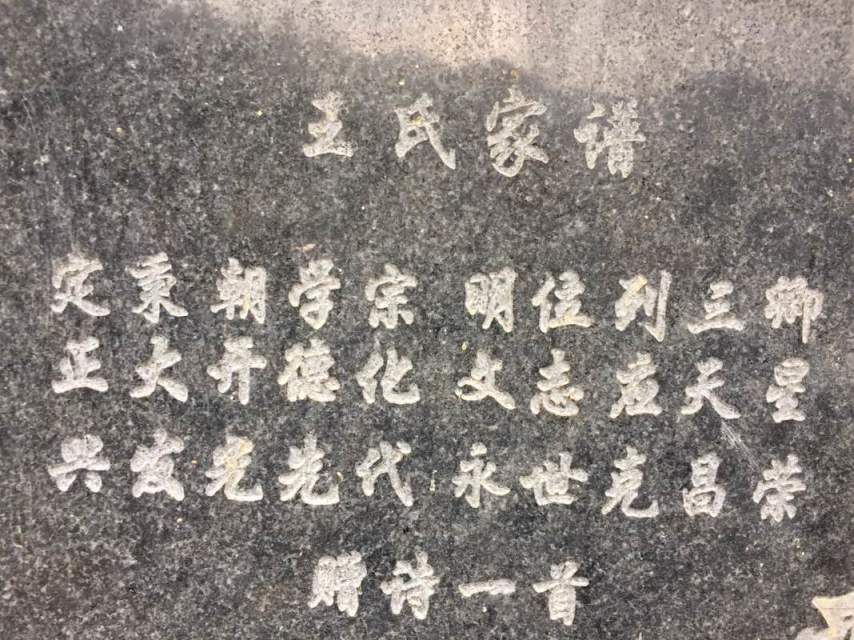 王氏家谱
定秉朝学宗 明位列三卿
正大开德化 文志应天星
兴发光先代 永世克昌荣
赠诗一首